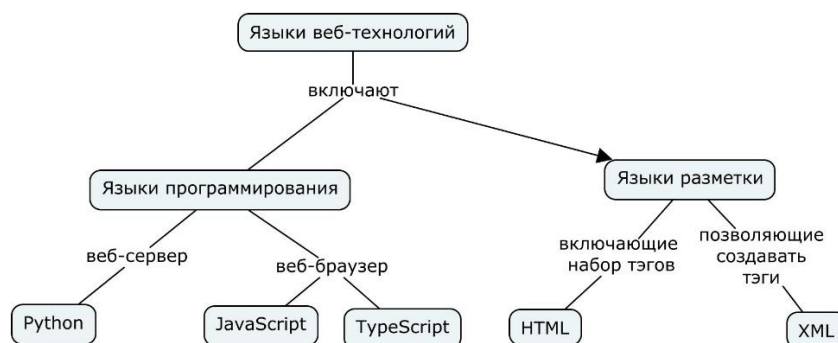 Языки веб-технологий
включают
Языки программирования
Языки разметки
веб-сервер
веб-браузер
включающие
набор тэгов
позволяющие
создавать
тэги
Python
JavaScript
TypeScript
HTML
XML